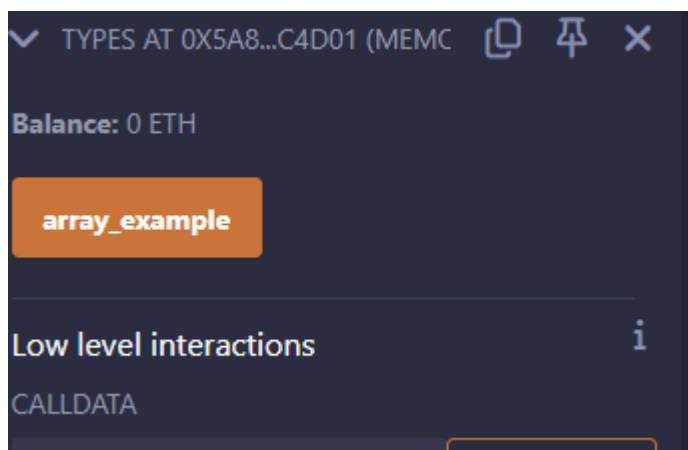 TYPES AT 0X5A8...C4D01 (MEMC
Balance: 0 ETH
array_example
Low level interactions
i
CALLDATA